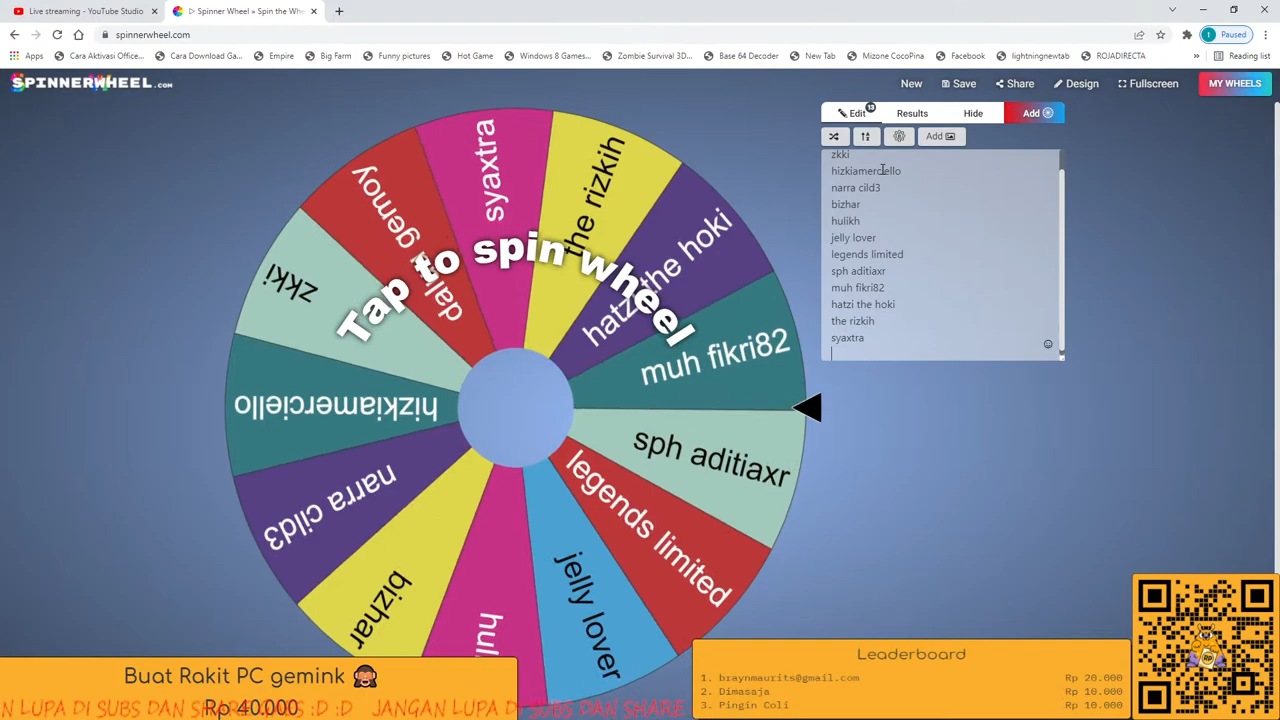 Live streaming - YouTube Studio
Spinner Wheel » Spin the Whe
spinnerwheel.com
Paused
Apps
Cara Aktivasi Office...
Cara Download Ga...
Empire
Big Farm
Funny pictures
Hot Game
Windows 8 Games...
Zombie Survival 3D...
Base 64 Decoder
New Tab
Mizone CocoPina
Facebook
lightningnewtab
ROJADIRECTA
»
Reading list
SPINNERWHEEL.COM
New
Save
Share
Design
Fullscreen
MY WHEELS
Edit
13
Results
Hide
Add
Add
zkki
hizkiamerciello
narra cild3
bizhar
hulikh
jelly lover
legends limited
sph aditiaxr
muh fikri82
hatzi the hoki
the rizkih
syaxtra
Tap to spin wheel
syaxtra
the rizkih
hatzi the hoki
muh fikri82
sph aditiaxr
legends limited
jelly lover
bizhar
narra cild3
hizkiamerciello
zkki
Buat Rakit PC gemink 🙈
Rp 40.000
N LUPA DI SUBS DAN SHARE :D :D JANGAN LUPA DI SUBS DAN SHARE
Leaderboard
1. braynmaurits@gmail.com Rp 20.000
2. Dimasaja Rp 10.000
3. Pingin Coli Rp 10.000
RP